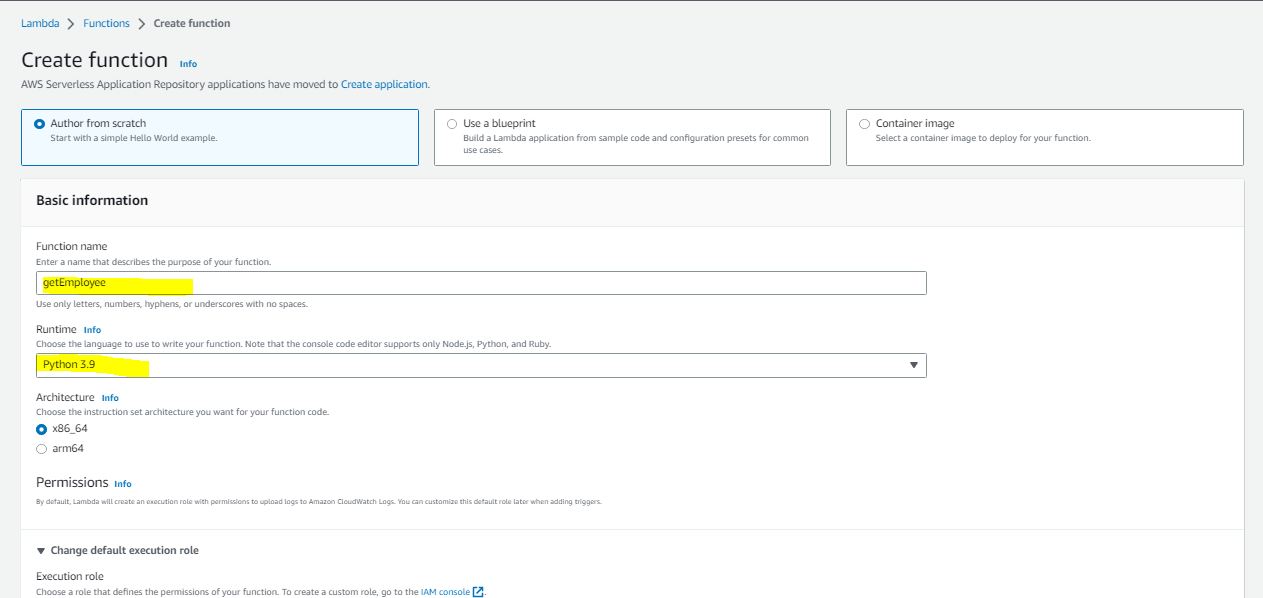 Lambda > Functions > Create function
Create function Info
AWS Serverless Application Repository applications have moved to Create application.
Author from scratch
Start with a simple Hello World example.
Use a blueprint
Build a Lambda application from sample code and configuration presets for common
use cases.
Container image
Select a container image to deploy for your function.
Basic information
Function name
Enter a name that describes the purpose of your function.
getEmployee
Use only letters, numbers, hyphens, or underscores with no spaces.
Runtime Info
Choose the language to use to write your function. Note that the console code editor supports only Node.js, Python, and Ruby.
Python 3.9
Architecture Info
Choose the instruction set architecture you want for your function code.
x86_64
arm64
Permissions Info
By default, Lambda will create an execution role with permissions to upload logs to Amazon CloudWatch Logs. You can customize this default role later when adding triggers.
Change default execution role
Execution role
Choose a role that defines the permissions of your function. To create a custom role, go to the IAM console.